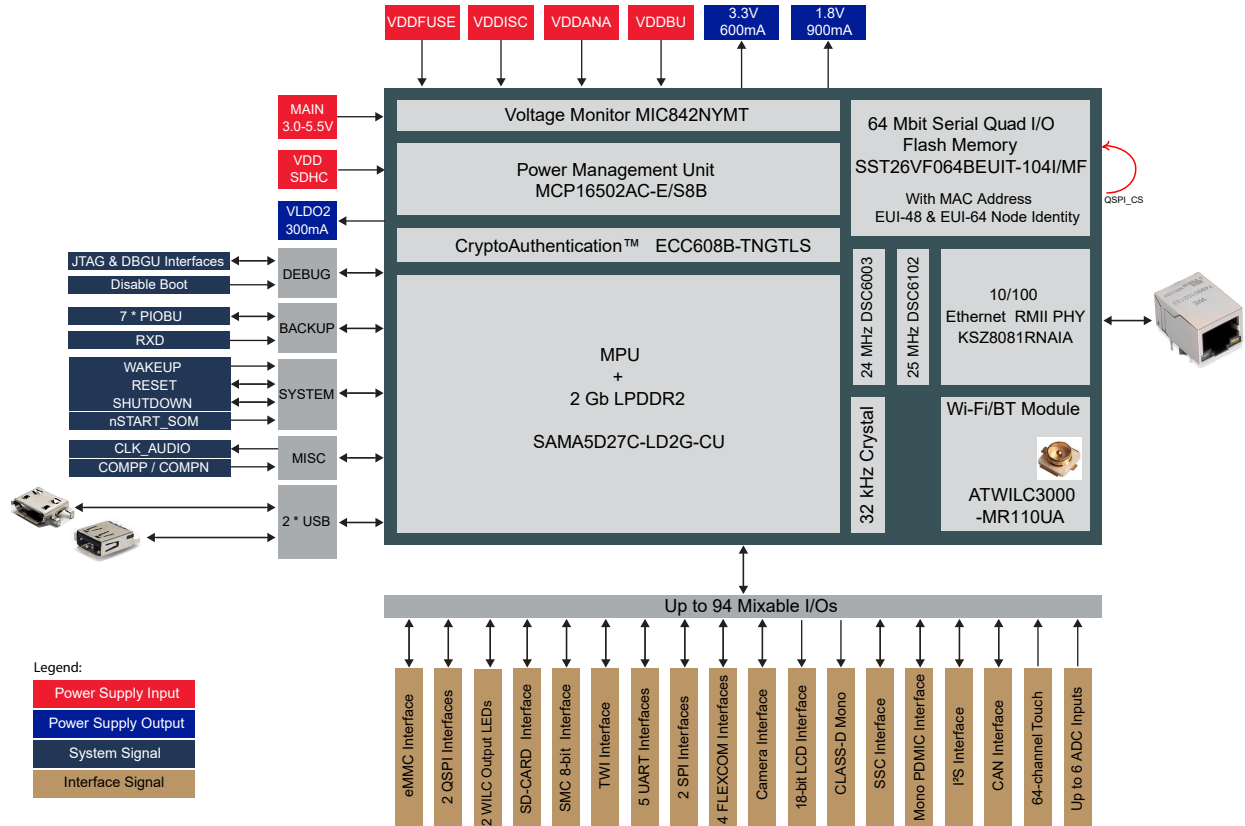 VDDFUSE
VDDISC
VDDANA
VDDBU
3.3V
600mA
1.8V
900mA
MAIN
3.0-5.5V
VDD
SDHC
VLDO2
300mA
Voltage Monitor MIC842NYMT
Power Management Unit
MCP16502AC-E/S8B
CryptoAuthentication™ ECC608B-TNGTLS
MPU
+
2 Gb LPDDR2
SAMA5D27C-LD2G-CU
64 Mbit Serial Quad I/O
Flash Memory
SST26VF064BEUIT-104I/MF
With MAC Address
EUI-48 & EUI-64 Node Identity
QSPI_CS
24 MHz DSC6003
25 MHz DSC6102
10/100
Ethernet RMII PHY
KSZ8081RNAIA
32 kHz Crystal
Wi-Fi/BT Module
ATWILC3000
-MR110UA
JTAG & DBGU Interfaces
Disable Boot
DEBUG
7 * PIOBU
RXD
BACKUP
WAKEUP
RESET
SHUTDOWN
nSTART_SOM
SYSTEM
CLK_AUDIO
COMPP / COMPN
MISC
2 * USB
Up to 94 Mixable I/Os
eMMC Interface
2 QSPI Interfaces
2 WILC Output LEDs
SD-CARD Interface
SMC 8-bit Interface
TWI Interface
5 UART Interfaces
2 SPI Interfaces
4 FLEXCOM Interfaces
Camera Interface
18-bit LCD Interface
CLASS-D Mono
SSC Interface
Mono PDMIC Interface
I²S Interface
CAN Interface
64-channel Touch
Up to 6 ADC Inputs
Legend:
Power Supply Input
Power Supply Output
System Signal
Interface Signal